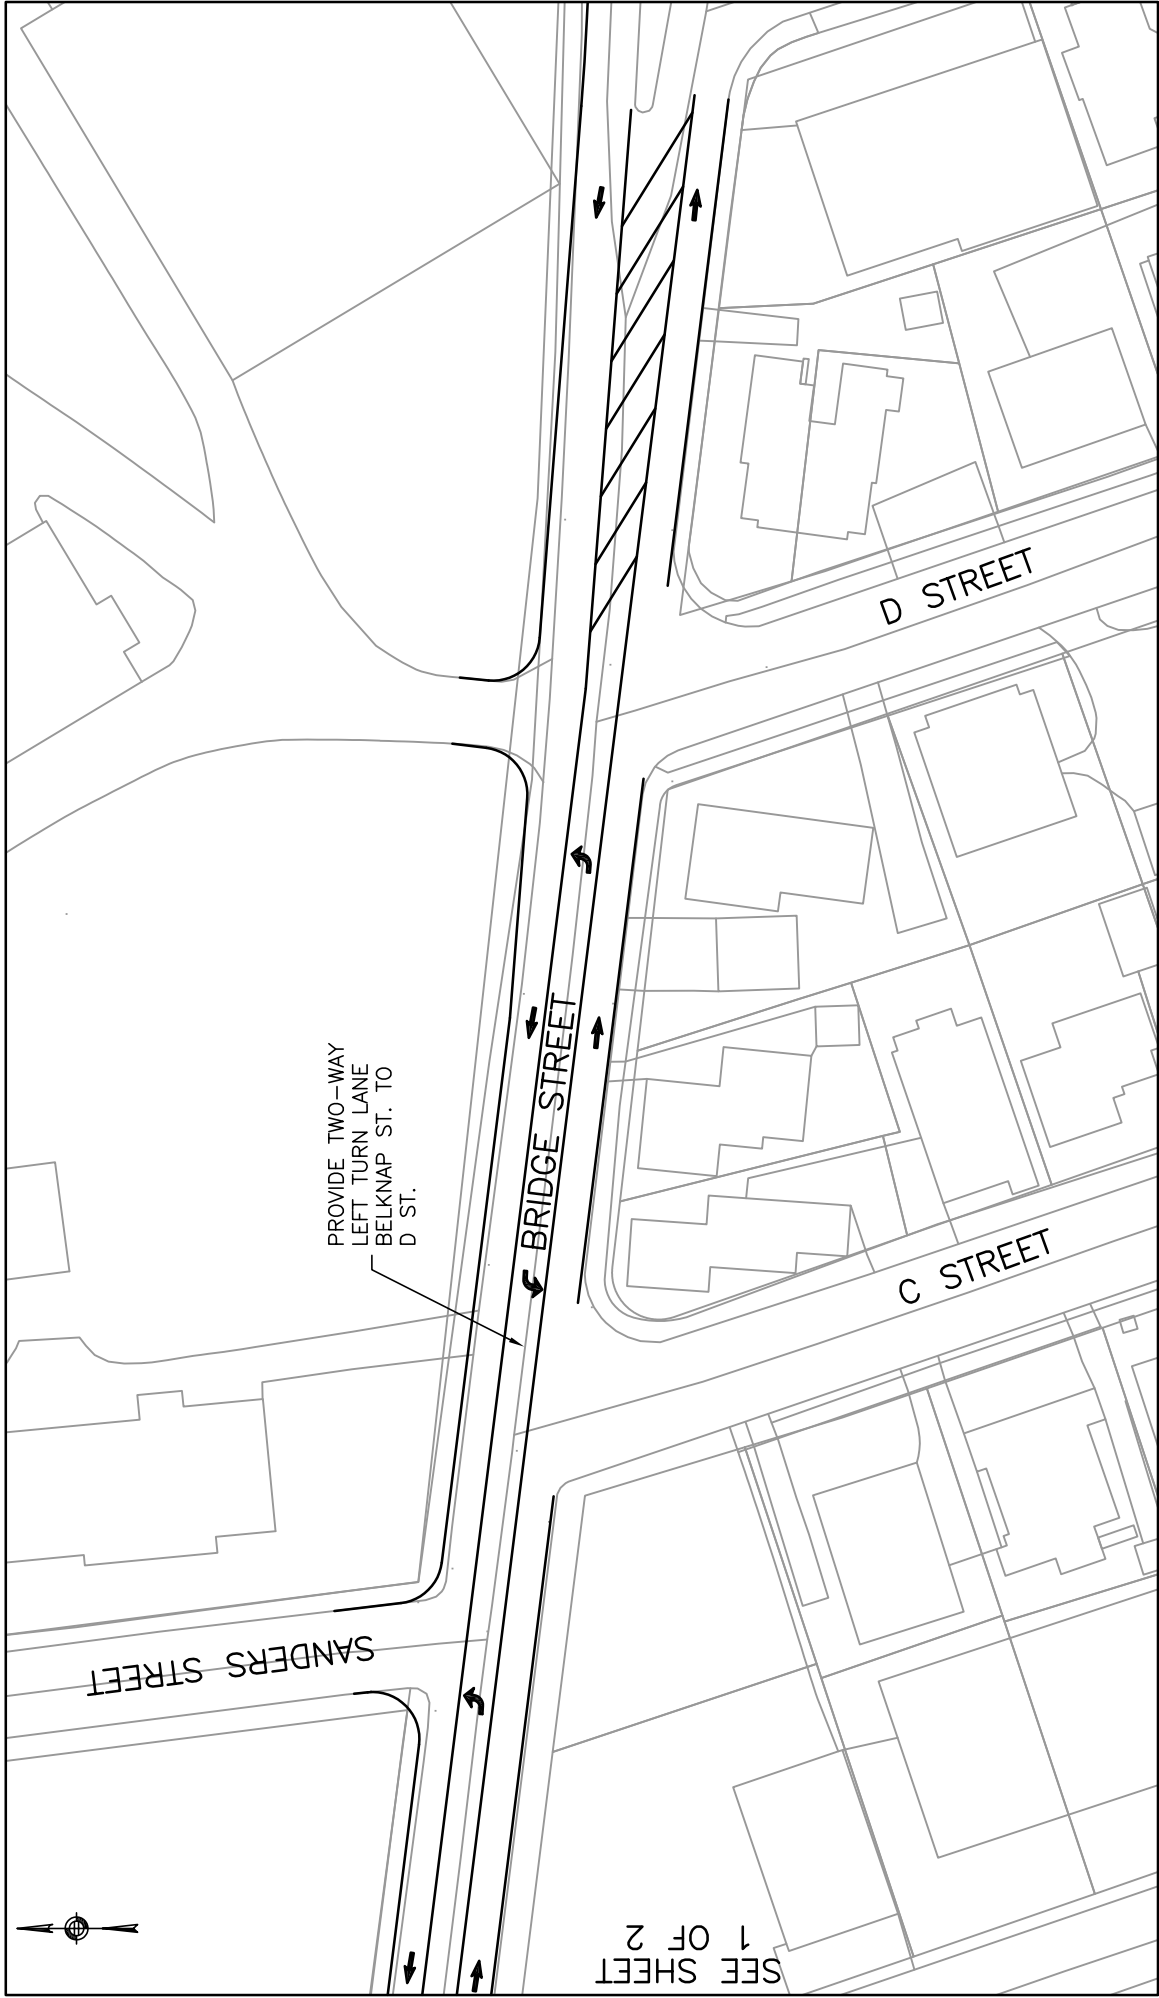 PROVIDE TWO-WAY
LEFT TURN LANE
BELKNAP ST. TO
D ST.
BRIDGE STREET
D STREET
C STREET
SANDERS STREET
SEE SHEET
1 OF 2